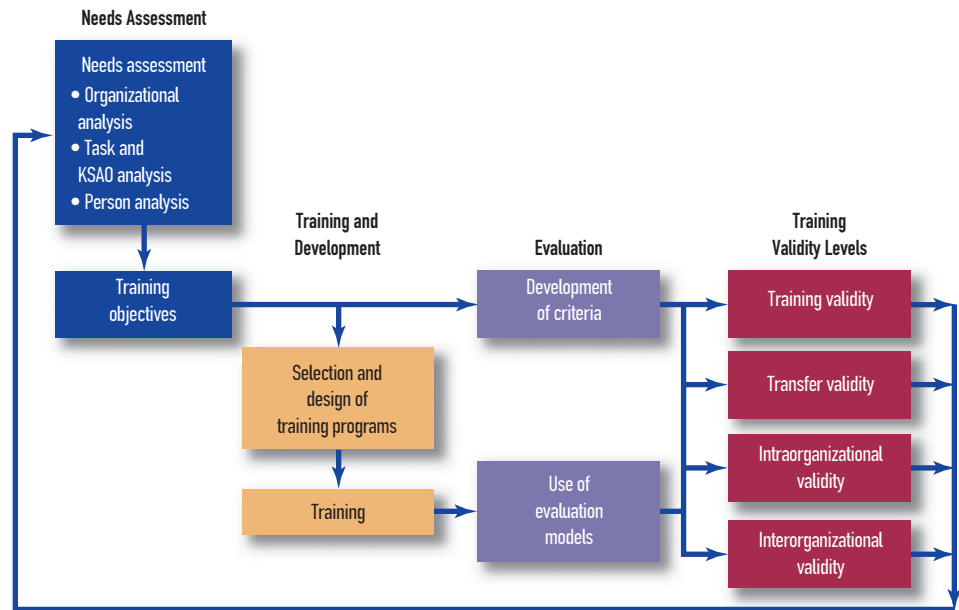 Needs Assessment
Needs assessment
• Organizational
analysis
• Task and
KSAO analysis
• Person analysis
Training
objectives
Training and
Development
Selection and
design of
training programs
Training
Evaluation
Development
of criteria
Use of
evaluation
models
Training
Validity Levels
Training validity
Transfer validity
Intraorganizational
validity
Interorganizational
validity